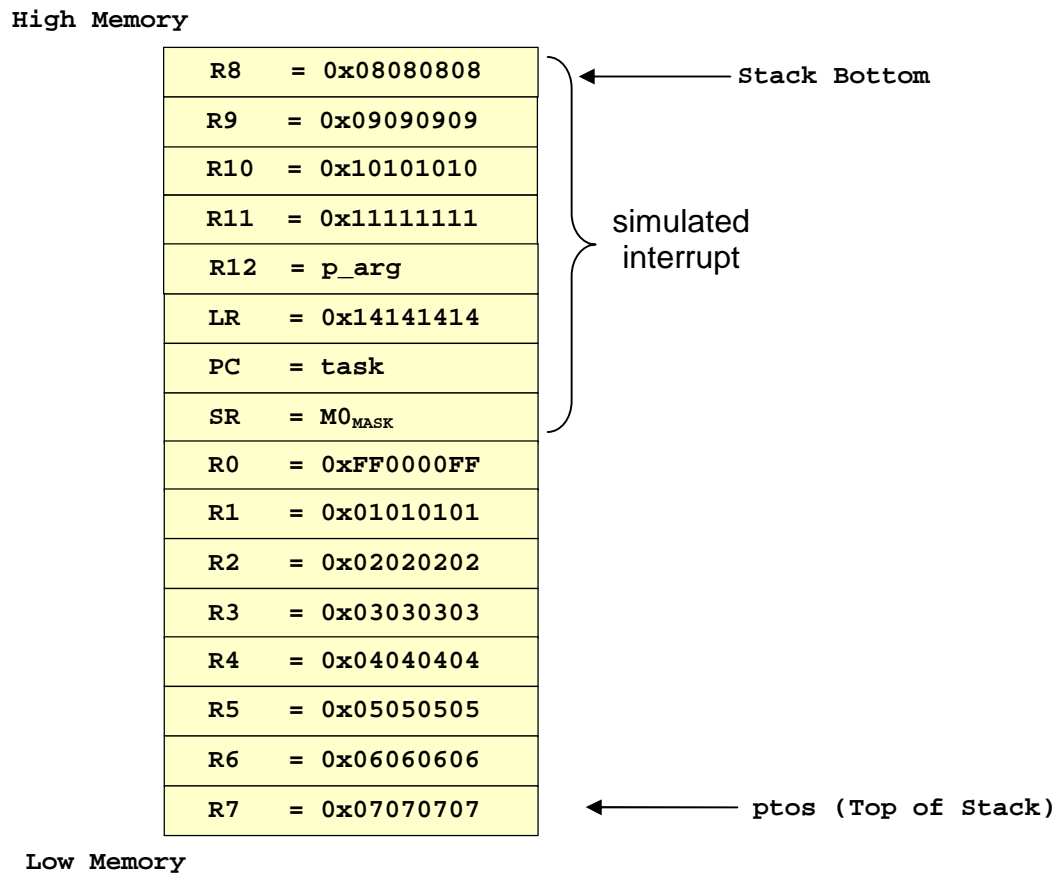 High Memory
R8 = 0x08080808
Stack Bottom
R9 = 0x09090909
R10 = 0x10101010
R11 = 0x11111111
simulated
interrupt
R12 = p_arg
LR = 0x14141414
PC = task
SR = M0MASK
R0 = 0xFF0000FF
R1 = 0x01010101
R2 = 0x02020202
R3 = 0x03030303
R4 = 0x04040404
R5 = 0x05050505
R6 = 0x06060606
R7 = 0x07070707
ptos (Top of Stack)
Low Memory